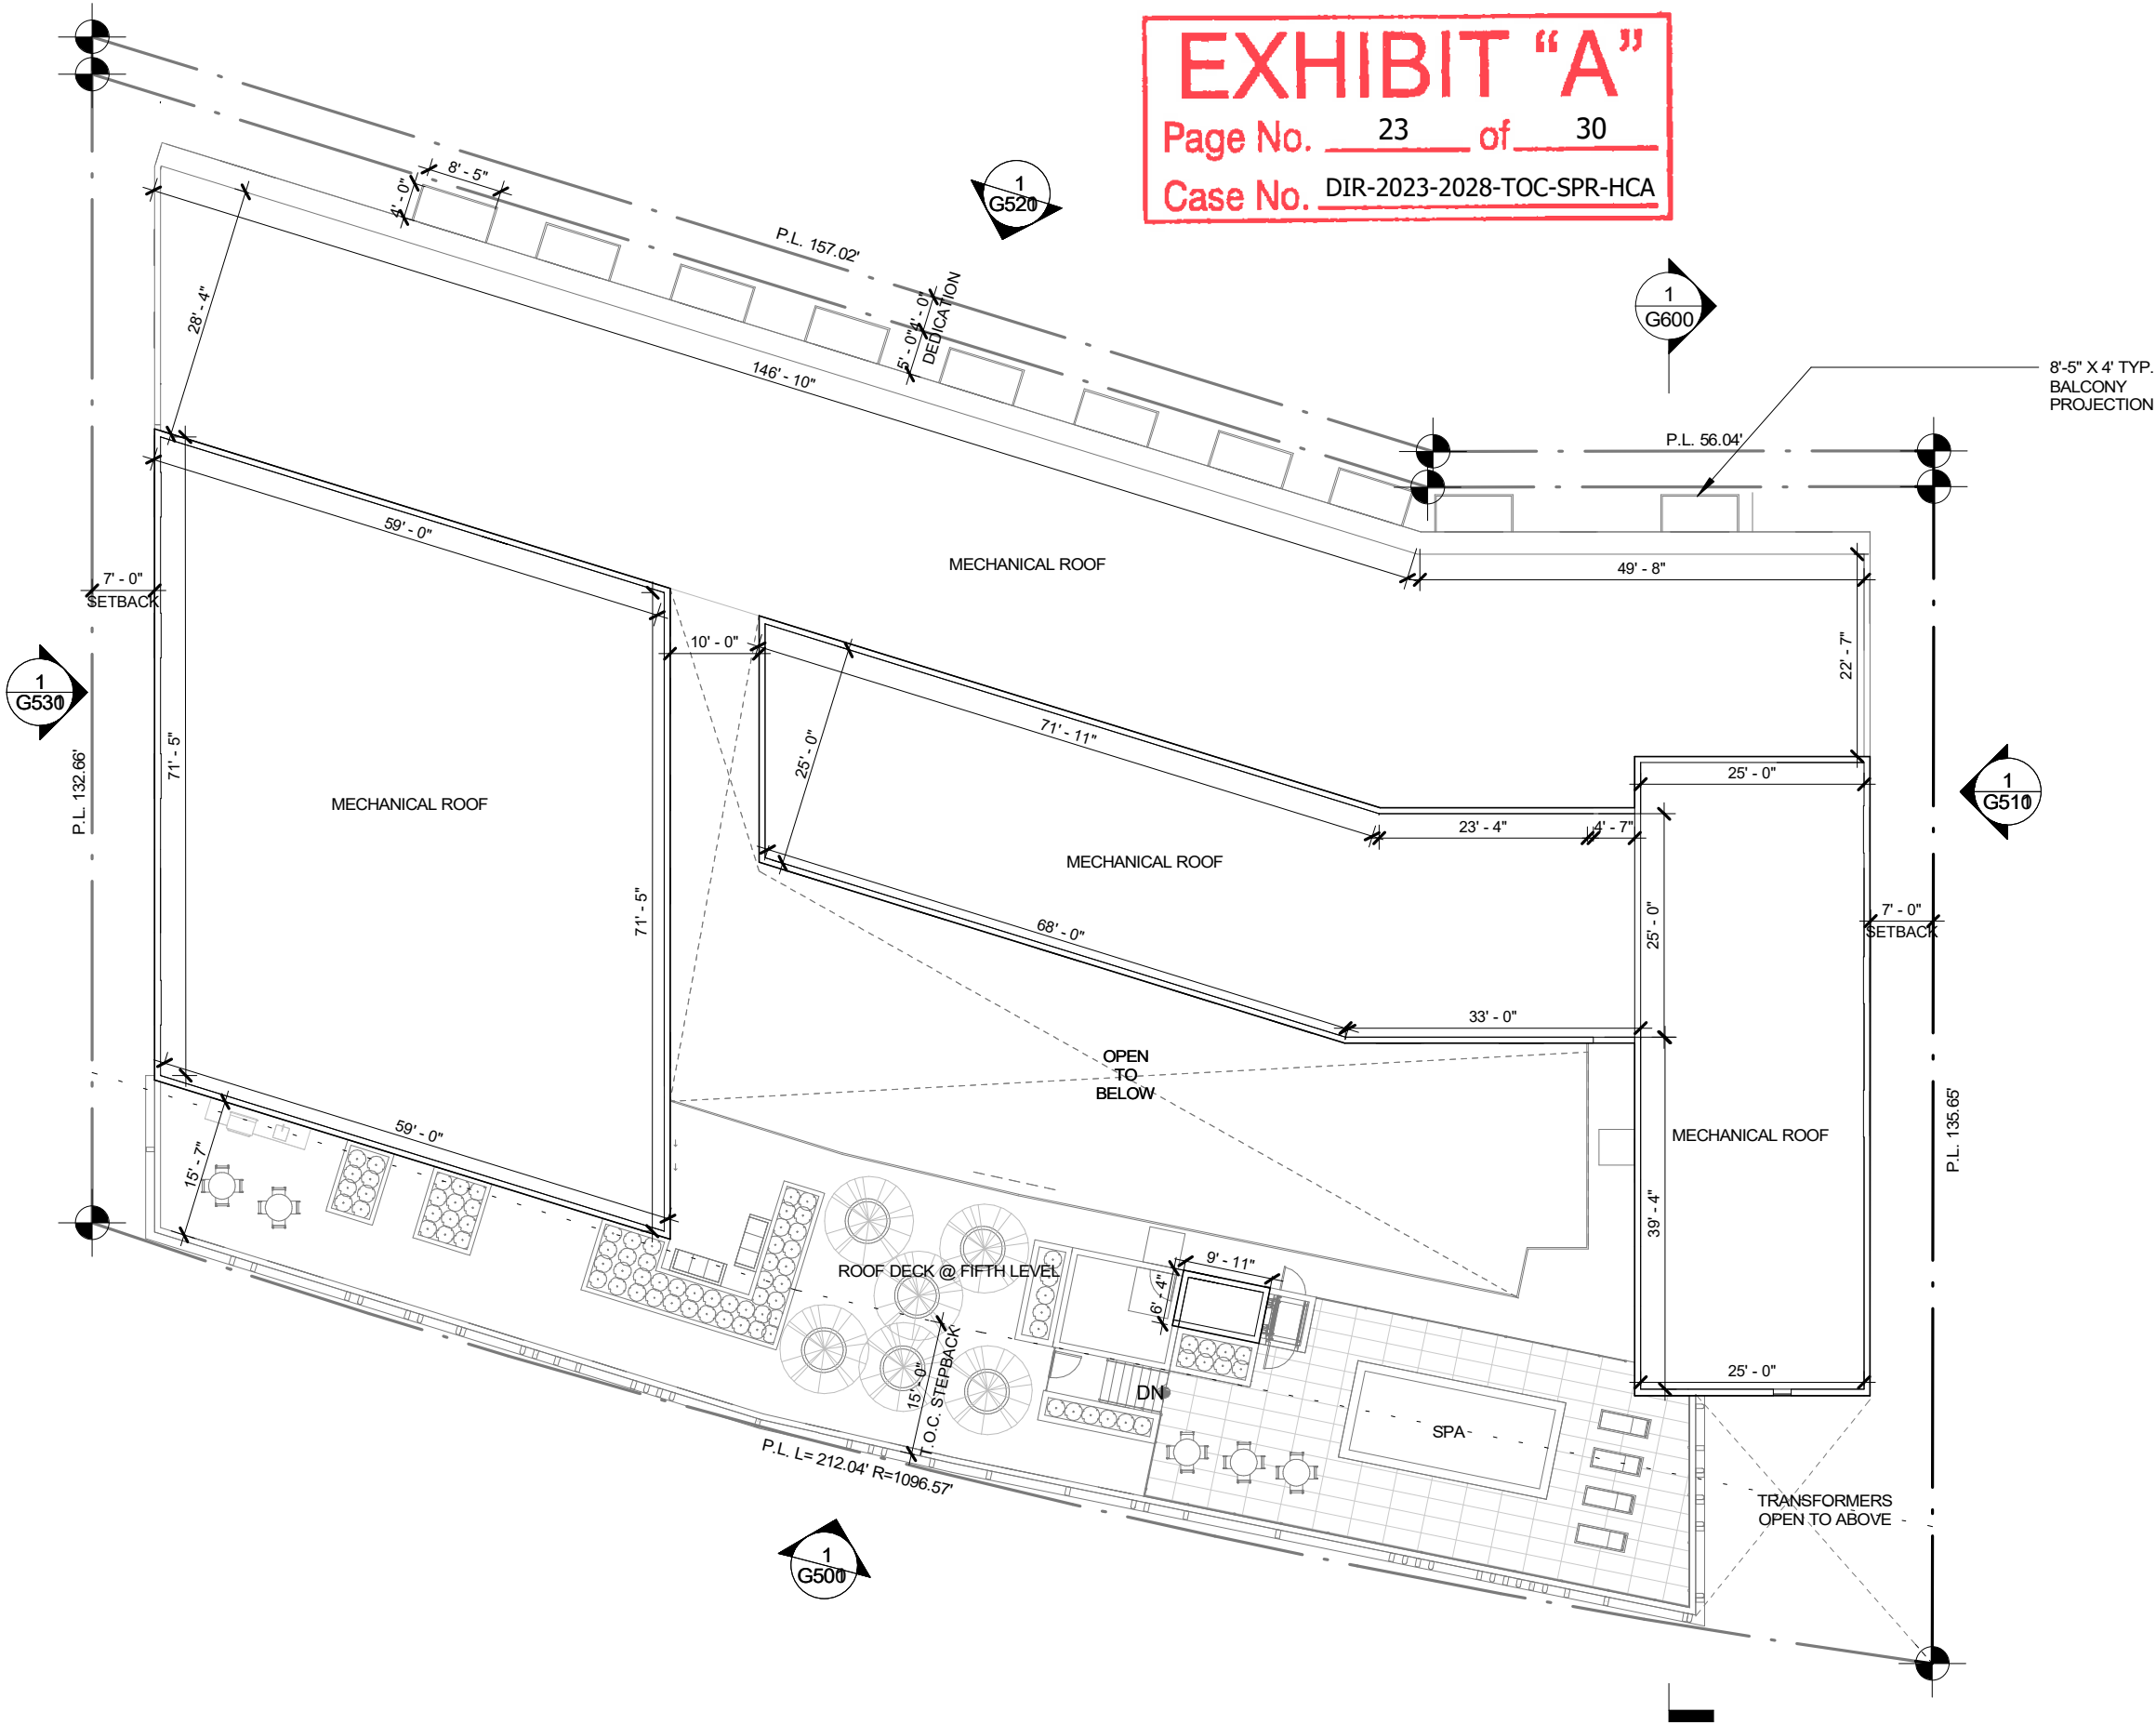 EXHIBIT “A”
Page No. 23 of 30
Case No. DIR-2023-2028-TOC-SPR-HCA
8' - 5"
4' - 0"
1
P.L. 157.02'
28' - 4"
4' - 0"
DEDICATION
5' - 0"
1
G600
146' - 10"
8'-5" X 4' TYP.
BALCONY
PROJECTION
P.L. 56.04'
59' - 0"
MECHANICAL ROOF
49' - 8"
7' - 0"
SETBACK
10' - 0"
22' - 7"
1
71' - 5"
P.L. 132.66'
MECHANICAL ROOF
25' - 0"
71' - 11"
25' - 0"
1
23' - 4"
4' - 7"
MECHANICAL ROOF
71' - 5"
68' - 0"
25' - 0"
7' - 0"
SETBACK
33' - 0"
OPEN
TO
BELOW
59' - 0"
MECHANICAL ROOF
P.L. 135.65'
15' - 7"
39' - 4"
ROOF DECK @ FIFTH LEVEL
9' - 11"
6' - 4"
15' - 0"
T.O.C. STEPBACK
DN
25' - 0"
SPA
P.L. L= 212.04' R=1096.57'
TRANSFORMERS
OPEN TO ABOVE
1